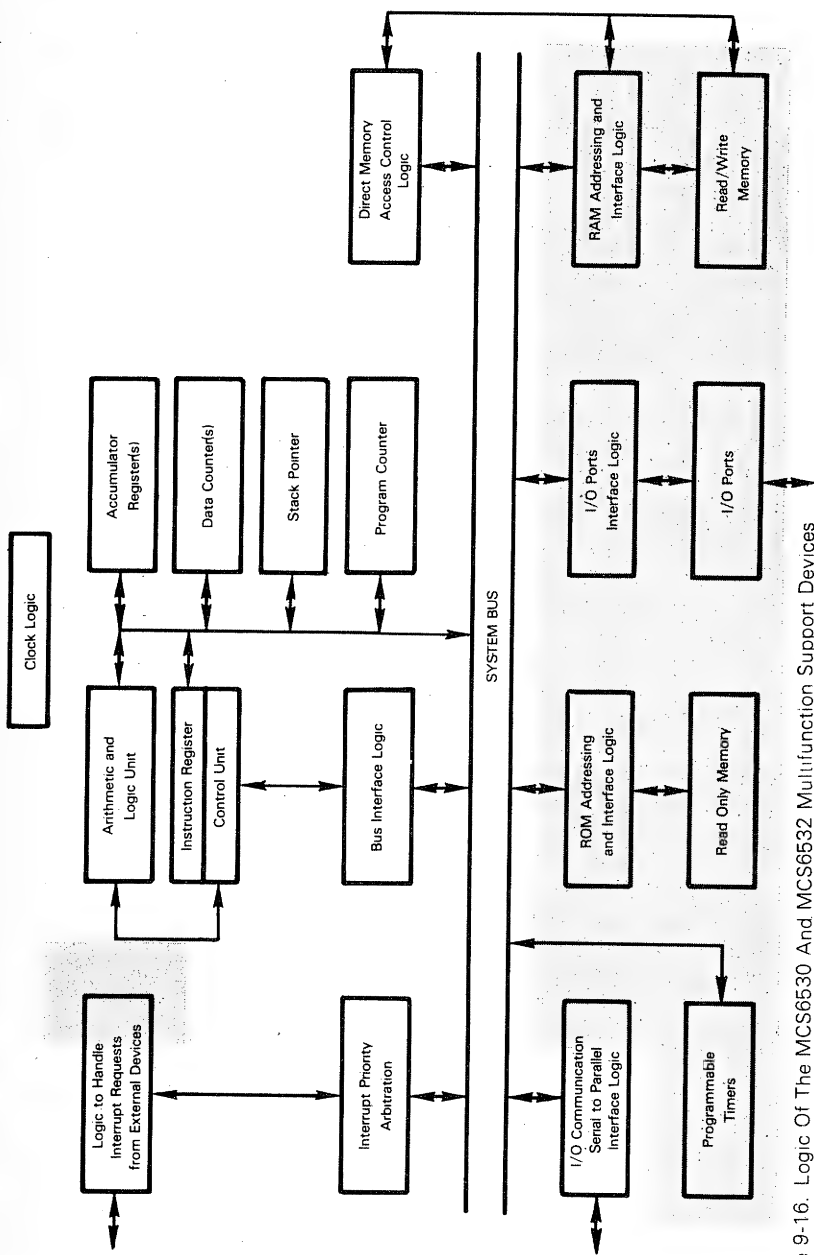 Clock Logic
Logic to Handle
Interrupt Requests
from External Devices
Interrupt Priority
Arbitration
Arithmetic and
Logic Unit
Instruction Register
Control Unit
Bus Interface Logic
Accumulator
Register(s)
Data Counter(s)
Stack Pointer
Program Counter
Direct Memory
Access Control
Logic
SYSTEM BUS
I/O Communication
Serial to Parallel
Interface Logic
Programmable
Timers
ROM Addressing
and Interface Logic
Read Only Memory
I/O Ports
Interface Logic
I/O Ports
RAM Addressing and
Interface Logic
Read/Write
Memory
9-16. Logic Of The MCS6530 And MCS6532 Multifunction Support Devices